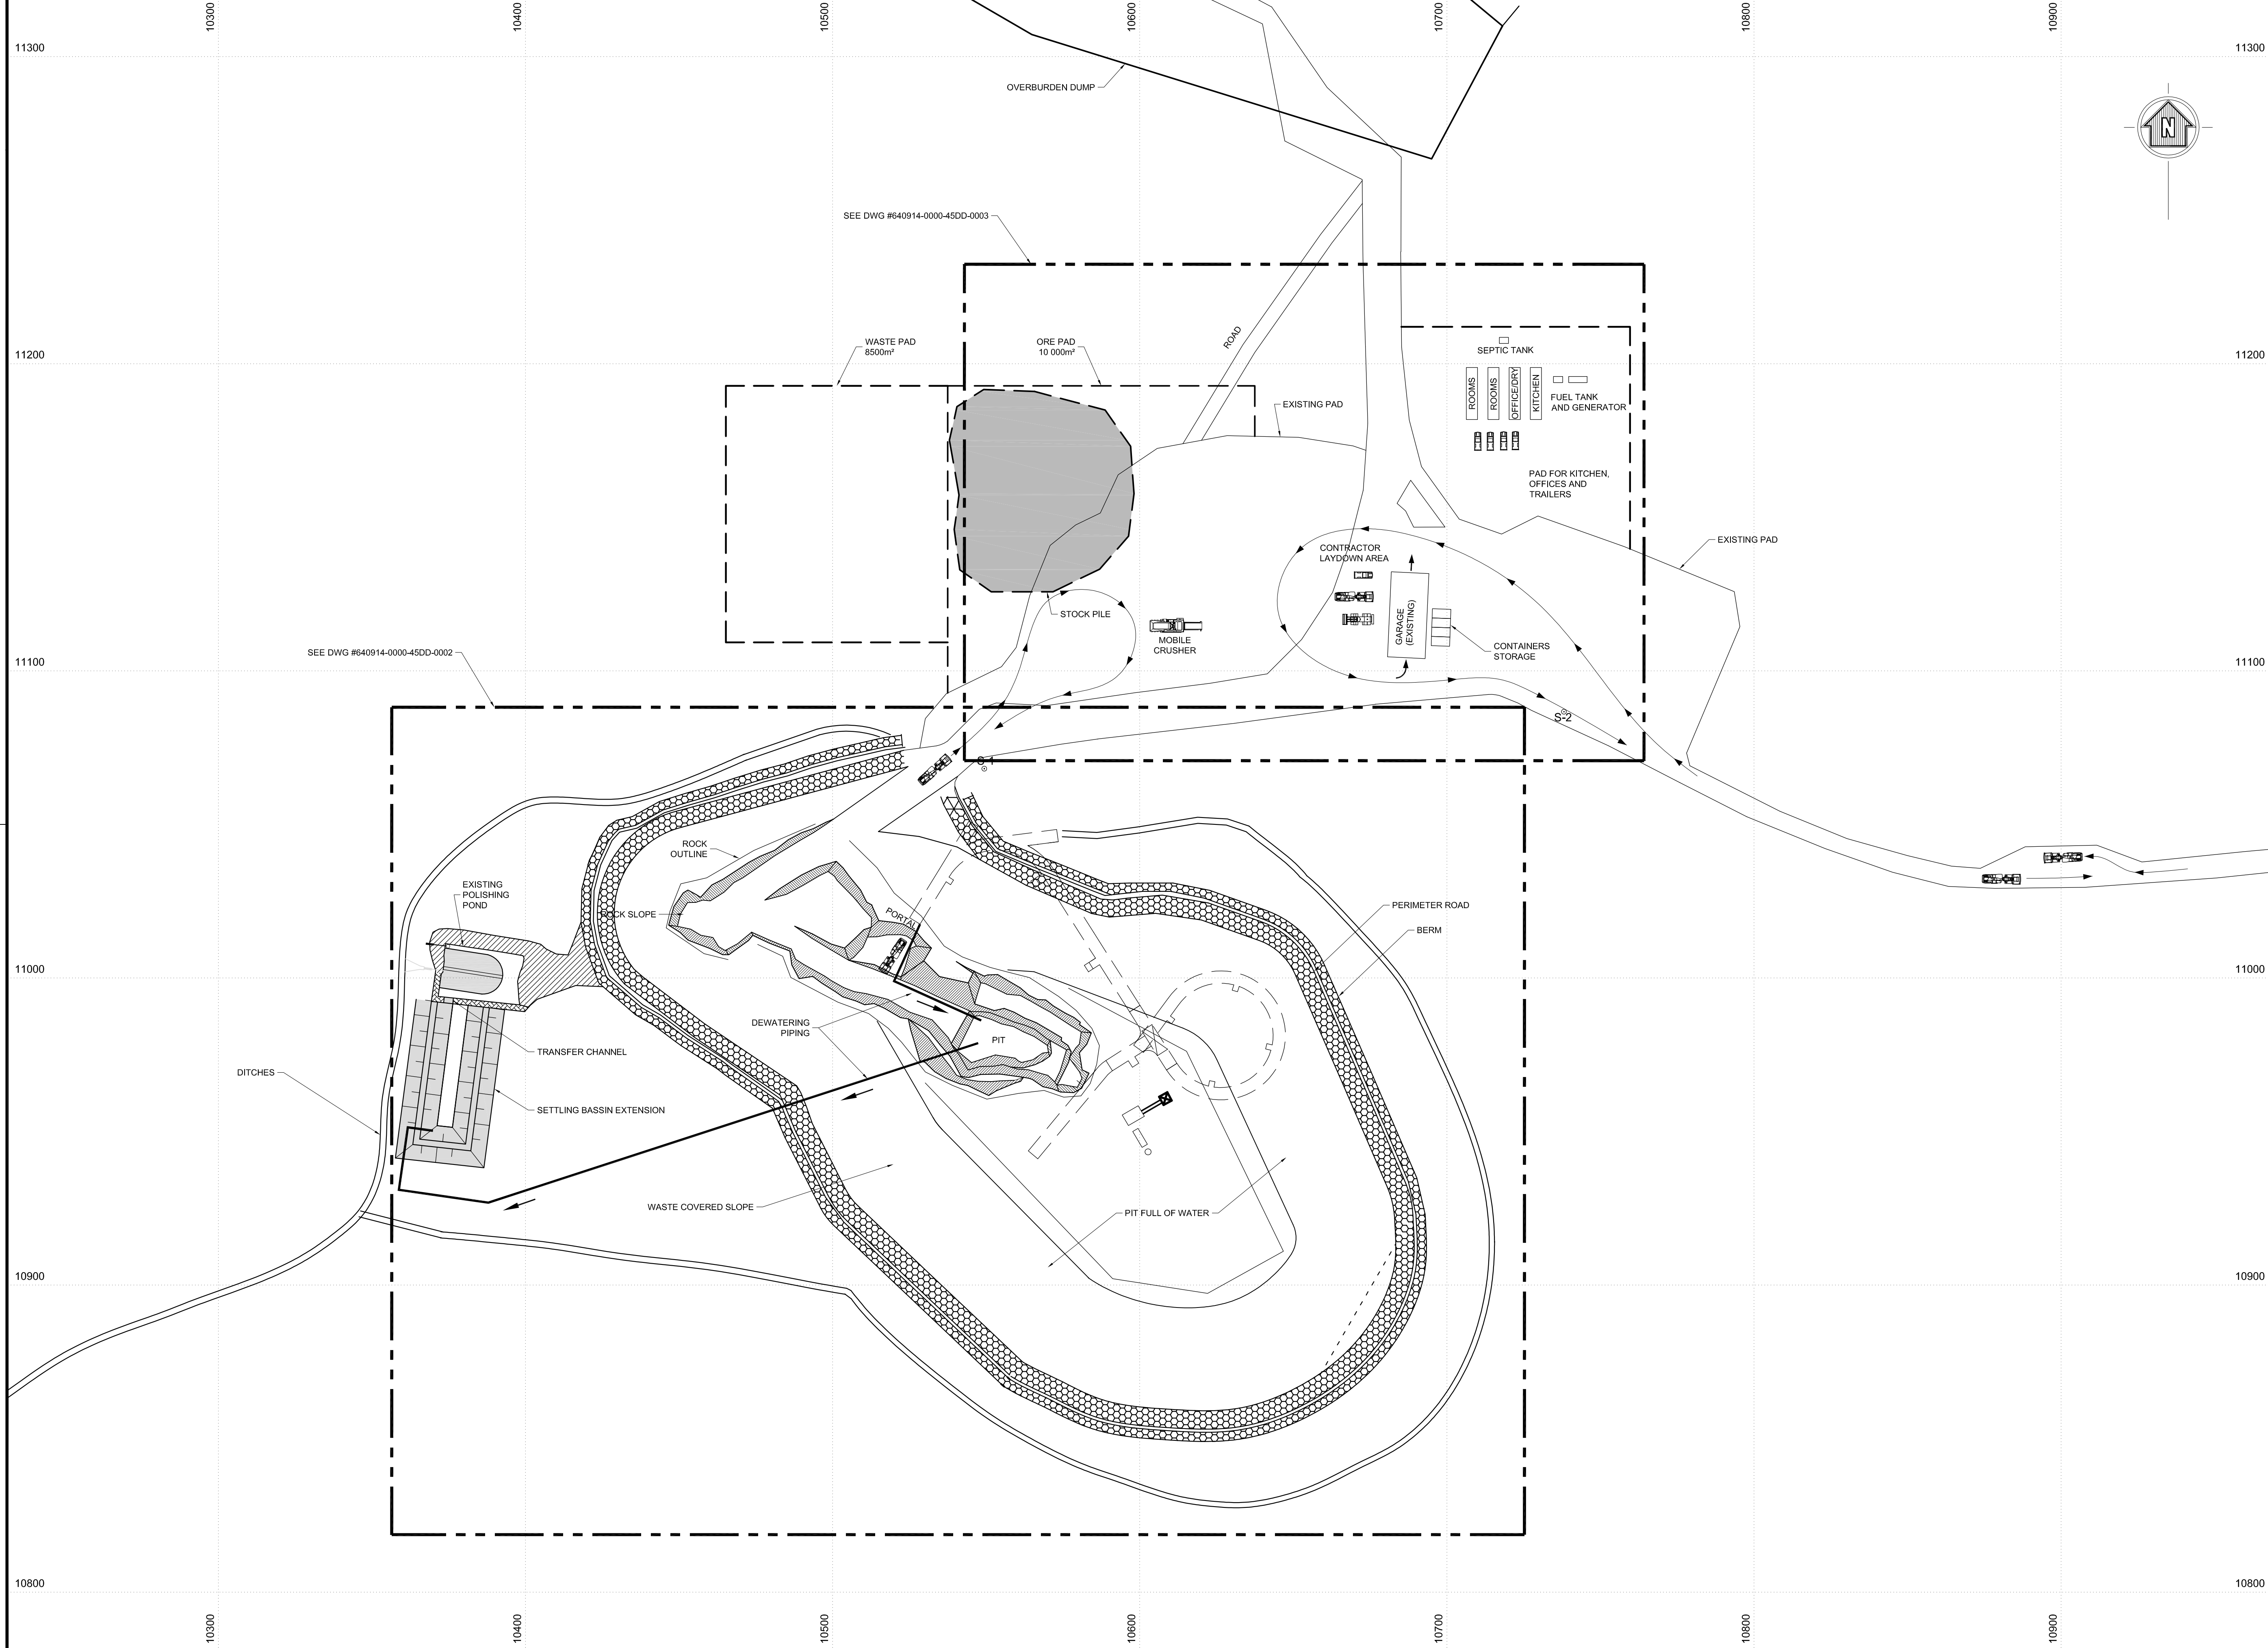 10300
10400
10500
10600
10700
10800
10900
11300
11300
OVERBURDEN DUMP
N
SEE DWG #640914-0000-45DD-0003
ROAD
WASTE PAD
8500m²
ORE PAD
10 000m²
11200
11200
SEPTIC TANK
ROOMS
ROOMS
OFFICE/DRY
KITCHEN
FUEL TANK
AND GENERATOR
EXISTING PAD
PAD FOR KITCHEN,
OFFICES AND
TRAILERS
EXISTING PAD
CONTRACTOR
LAYDOWN AREA
STOCK PILE
GARAGE
(EXISTING)
MOBILE
CRUSHER
CONTAINERS
STORAGE
SEE DWG #640914-0000-45DD-0002
11100
11100
S-2
S-1
ROCK
OUTLINE
EXISTING
POLISHING
POND
ROCK SLOPE
PORTAL
PERIMETER ROAD
BERM
11000
11000
DEWATERING
PIPING
PIT
TRANSFER CHANNEL
DITCHES
SETTLING BASSIN EXTENSION
WASTE COVERED SLOPE
PIT FULL OF WATER
10900
10900
10800
10800
10300
10400
10500
10600
10700
10800
10900